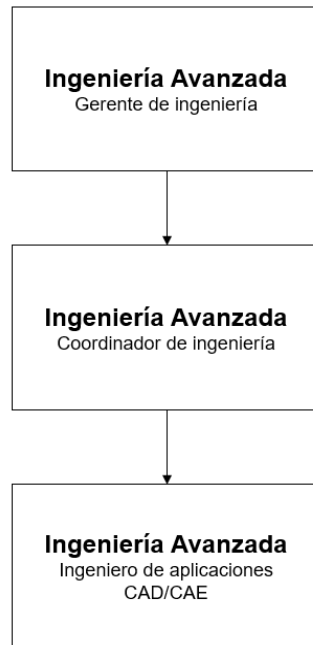 Ingeniería Avanzada
Gerente de ingeniería
Ingeniería Avanzada
Coordinador de ingeniería
Ingeniería Avanzada
Ingeniero de aplicaciones
CAD/CAE